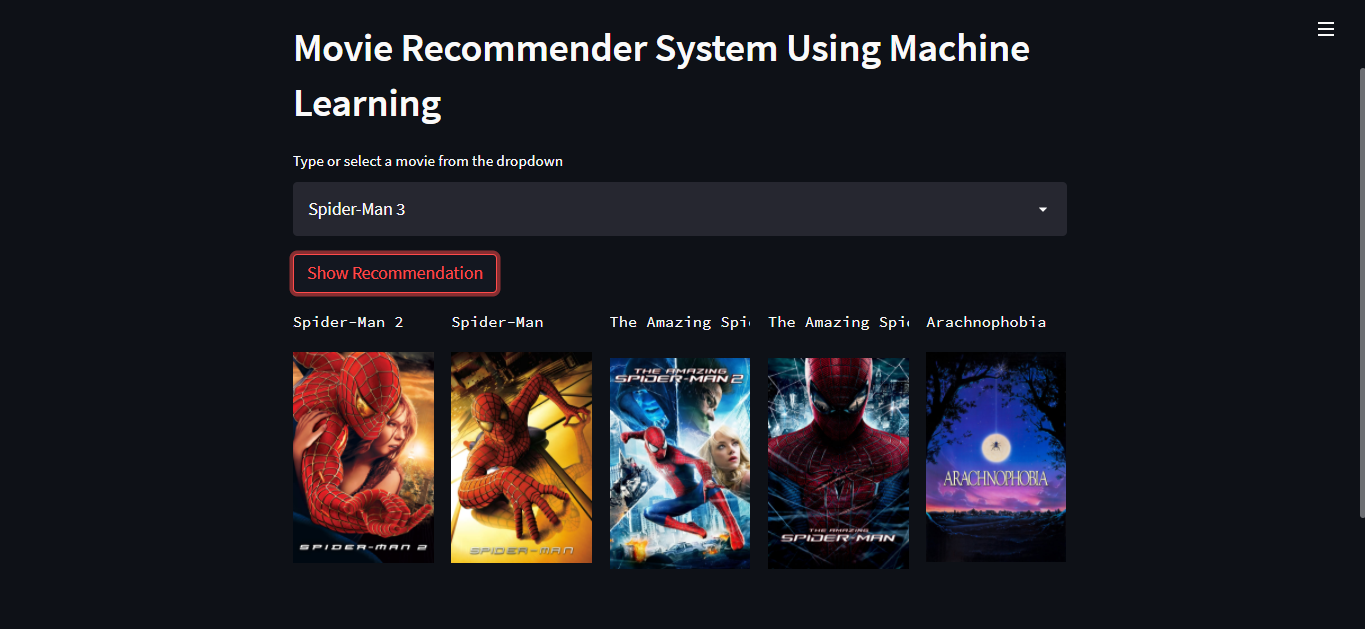 Movie Recommender System Using Machine
Learning
Type or select a movie from the dropdown
Spider-Man 3
Show Recommendation
Spider-Man 2
Spider-Man
The Amazing Spi
The Amazing Spi
Arachnophobia
SPIDER-MAN 2
SPIDER-MAN
THE AMAZING
SPIDER-MAN 2
THE AMAZING
SPIDER-MAN
ARACHNOPHOBIA